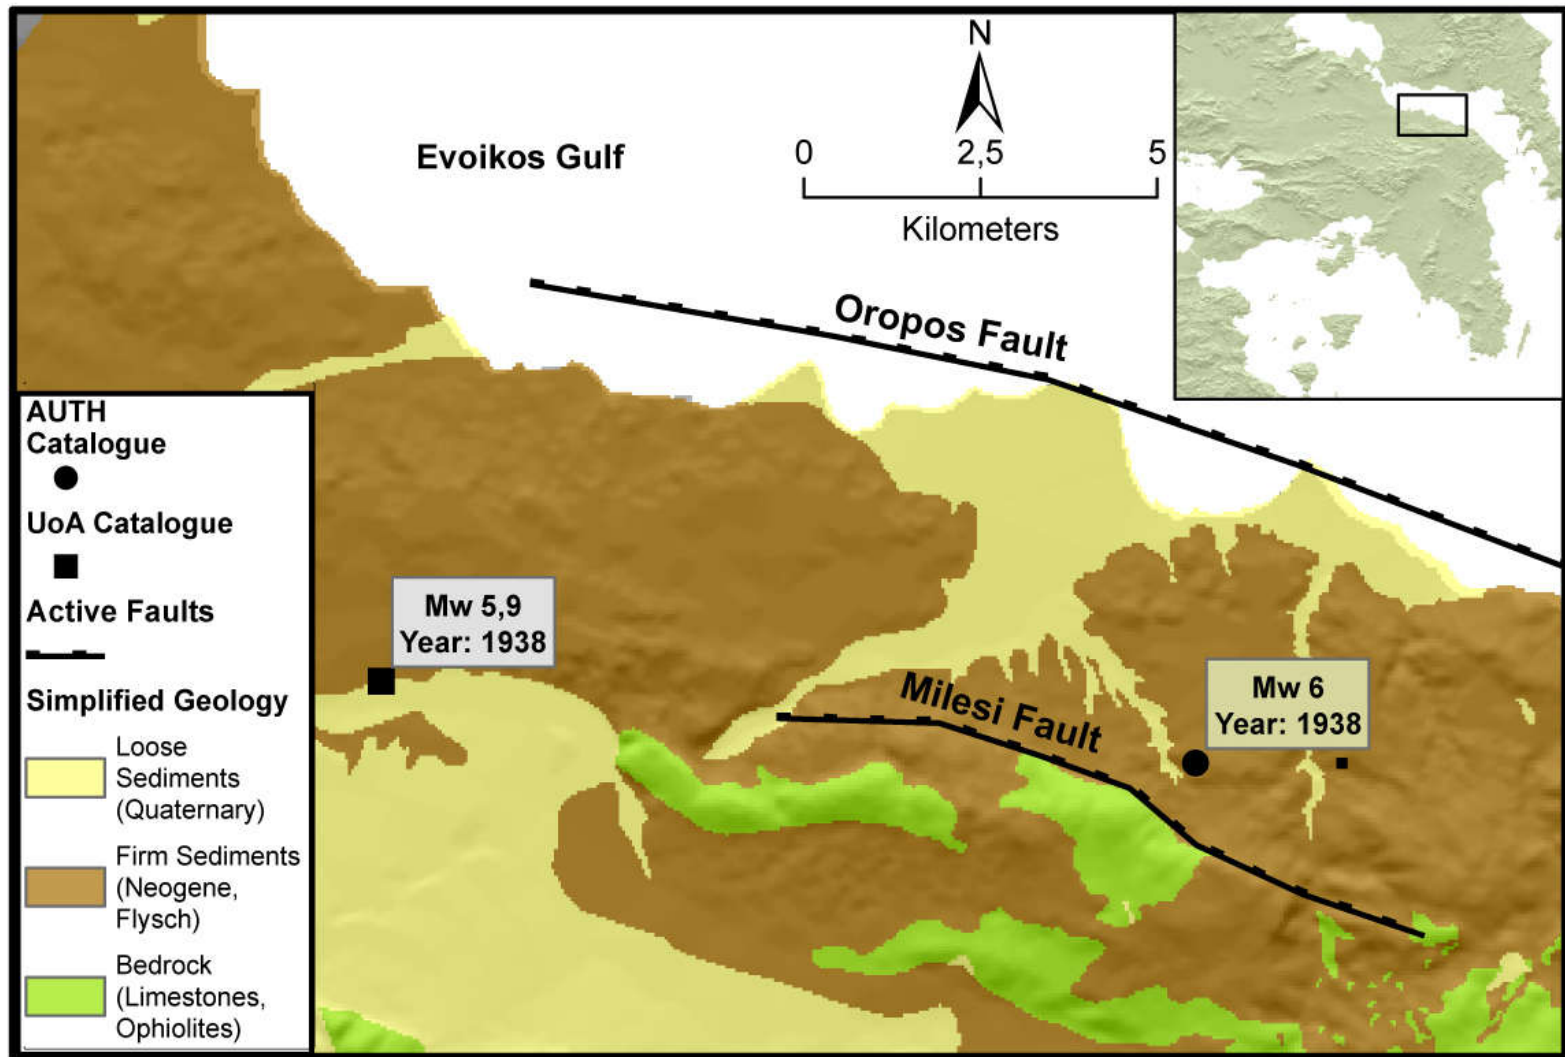 N
0 2,5 5
Kilometers
Evoikos Gulf
Oropos Fault
Milesi Fault
Mw 5,9
Year: 1938
Mw 6
Year: 1938
AUTH
Catalogue
UoA Catalogue
Active Faults
Simplified Geology
Loose
Sediments
(Quaternary)
Firm Sediments
(Neogene,
Flysch)
Bedrock
(Limestones,
Ophiolites)